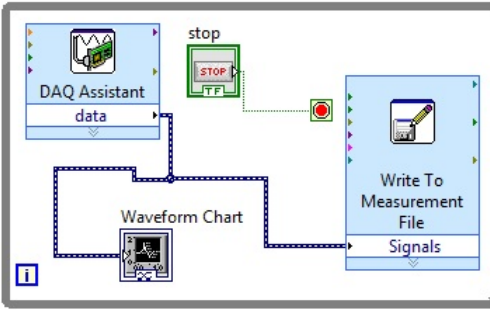 stop
STOP
TF
DAQ Assistant
data
Write To
Measurement
File
Signals
Waveform Chart
i